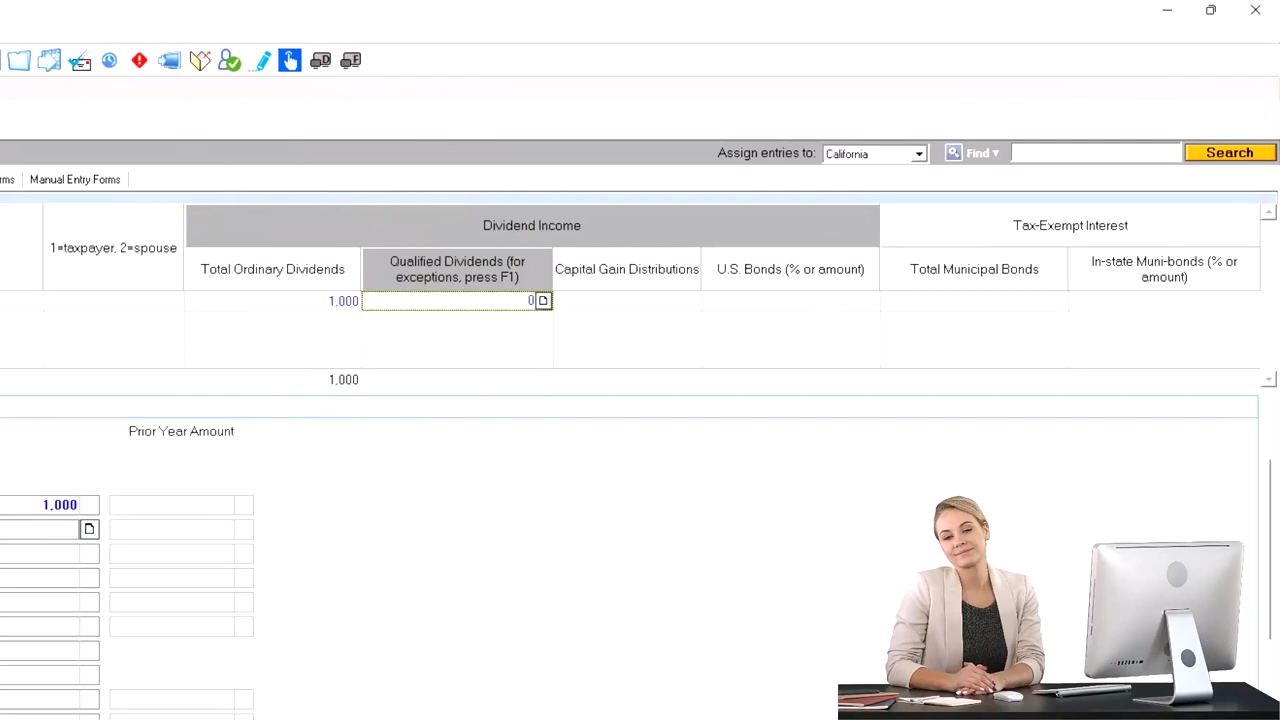 Assign entries to: California Find Search
ms Manual Entry Forms
1=taxpayer, 2=spouse
Dividend Income
Tax-Exempt Interest
Total Ordinary Dividends
Qualified Dividends (for
exceptions, press F1)
Capital Gain Distributions
U.S. Bonds (% or amount)
Total Municipal Bonds
In-state Muni-bonds (% or
amount)
1,000 0
1,000
Prior Year Amount
1,000